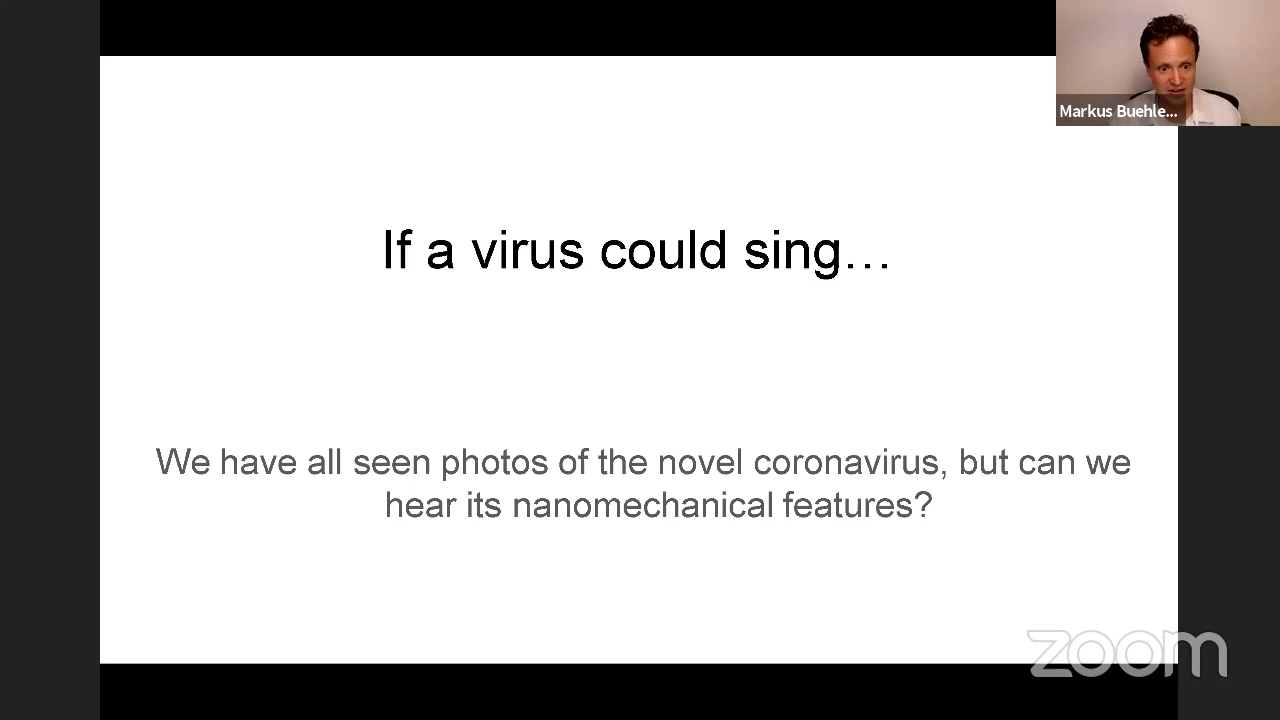 Markus Buehle...
If a virus could sing…
We have all seen photos of the novel coronavirus, but can we
hear its nanomechanical features?
zoom